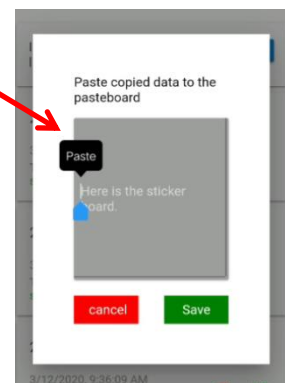 Paste copied data to the
pasteboard
Paste
Here is the sticker
board.
cancel
Save
3/12/2020, 9:36:09 AM